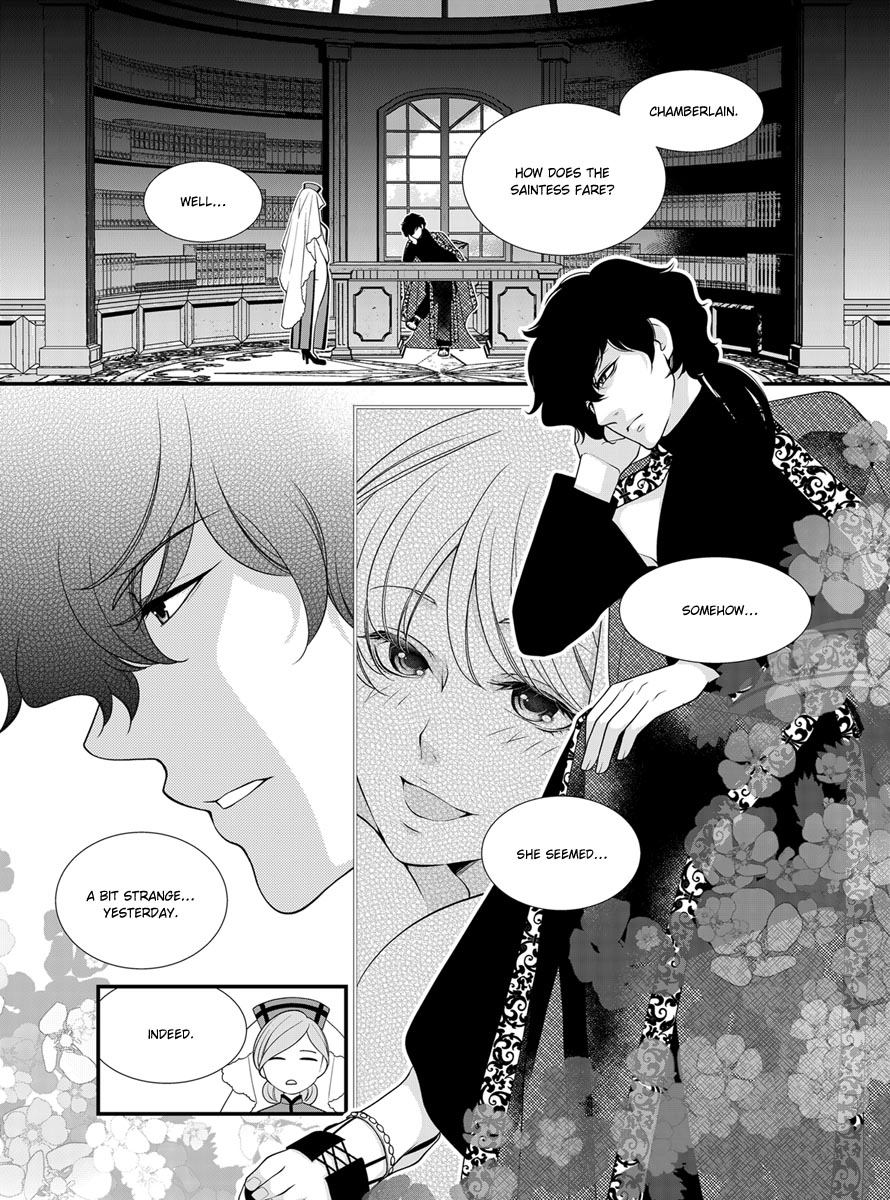 CHAMBERLAIN.
HOW DOES THE
SAINTESS FARE?
WELL...
SOMEHOW...
SHE SEEMED...
A BIT STRANGE...
YESTERDAY.
INDEED.